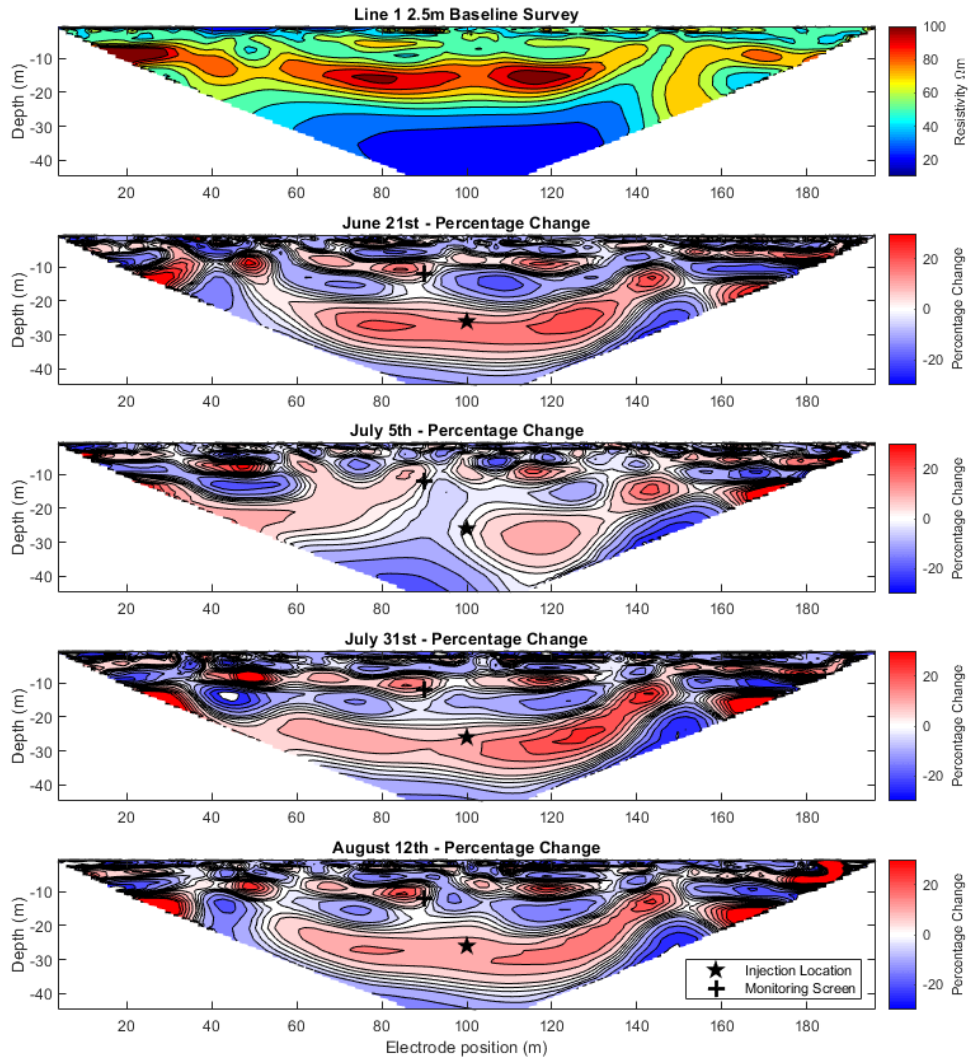 Line 1 2.5m Baseline Survey
Depth (m)
-10
-20
-30
-40
20 40 60 80 100 120 140 160 180
100
80
60
40
20
Resistivity Ωm
June 21st - Percentage Change
Depth (m)
-10
-20
-30
-40
20 40 60 80 100 120 140 160 180
20
0
-20
Percentage Change
July 5th - Percentage Change
Depth (m)
-10
-20
-30
-40
20 40 60 80 100 120 140 160 180
20
0
-20
Percentage Change
July 31st - Percentage Change
Depth (m)
-10
-20
-30
-40
20 40 60 80 100 120 140 160 180
20
0
-20
Percentage Change
August 12th - Percentage Change
Depth (m)
-10
-20
-30
-40
Injection Location
Monitoring Screen
20 40 60 80 100 120 140 160 180
Electrode position (m)
20
0
-20
Percentage Change